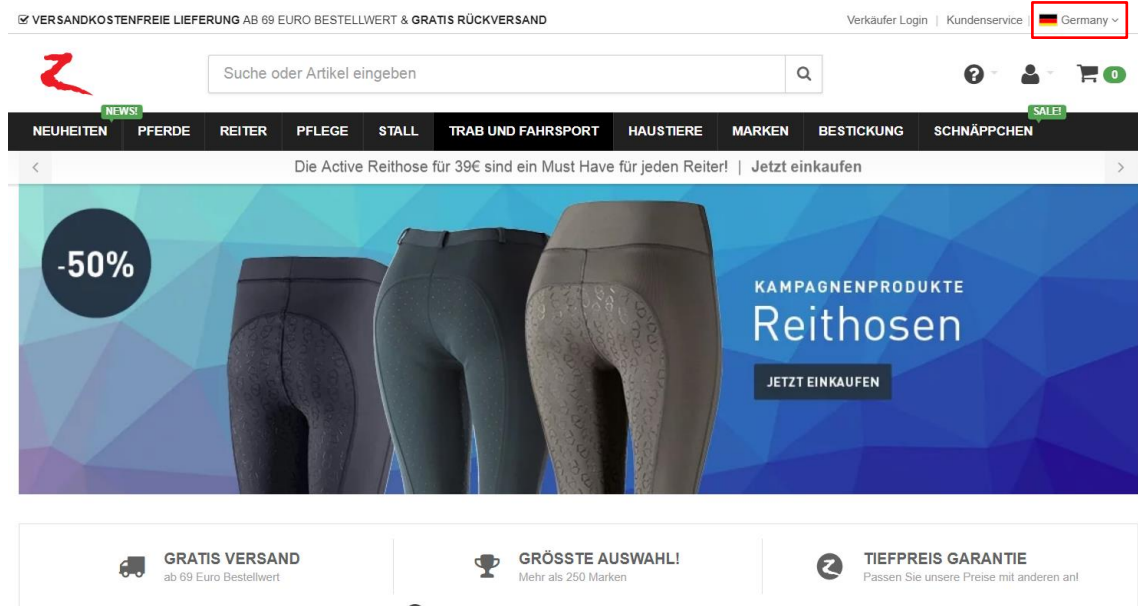 VERSANDKOSTENFREIE LIEFERUNG AB 69 EURO BESTELLWERT & GRATIS RÜCKVERSAND
Verkäufer Login | Kundenservice | Germany
Suche oder Artikel eingeben
0
NEWS!
SALE!
NEUHEITEN PFERDE REITER PFLEGE STALL TRAB UND FAHRSPORT HAUSTIERE MARKEN BESTICKUNG SCHNÄPPCHEN
Die Active Reithose für 39€ sind ein Must Have für jeden Reiter! | Jetzt einkaufen
-50%
KAMPAGNENPRODUKTE
Reithosen
JETZT EINKAUFEN
GRATIS VERSAND
ab 69 Euro Bestellwert
GRÖSSTE AUSWAHL!
Mehr als 250 Marken
TIEFPREIS GARANTIE
Passen Sie unsere Preise mit anderen an!